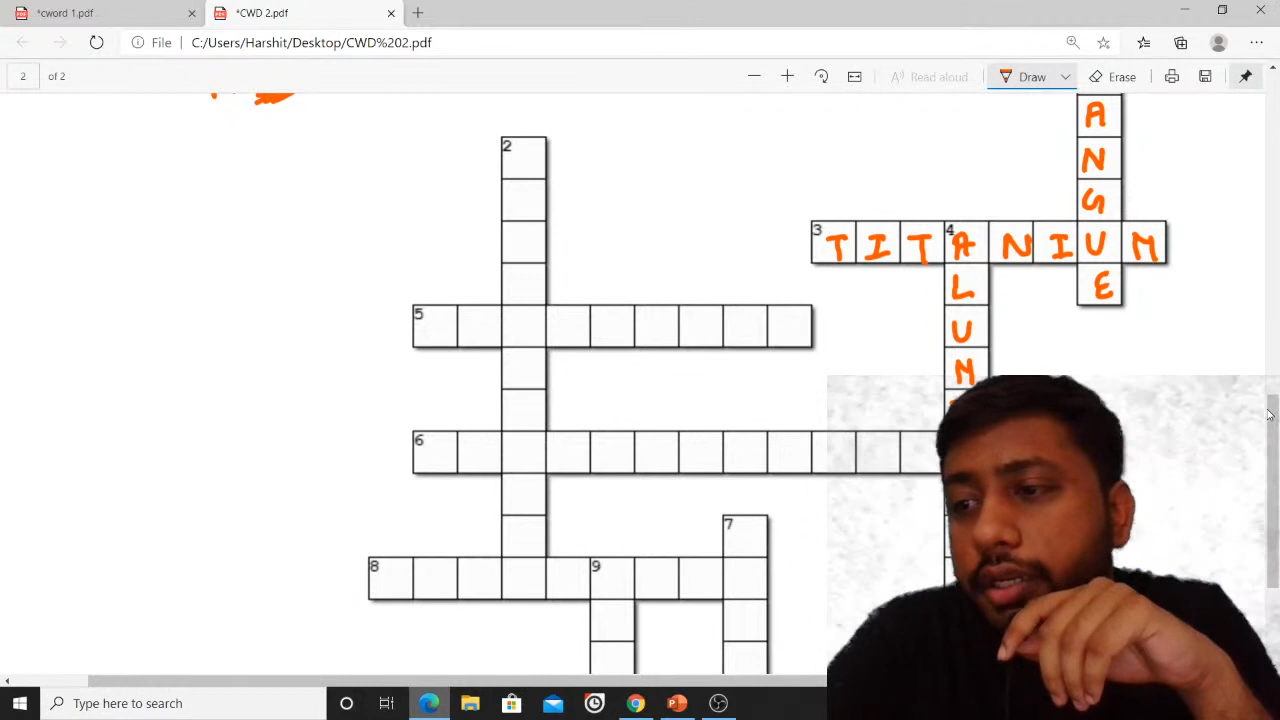 *cword 1.pdf
*CWD 2.pdf
File
C:/Users/Harshit/Desktop/CWD%202.pdf
2
of 2
Read aloud
Draw
Erase
A
2
N
G
3 T I T 4 A N I U M
L
E
5
U
M
6
7
8
9
Type here to search